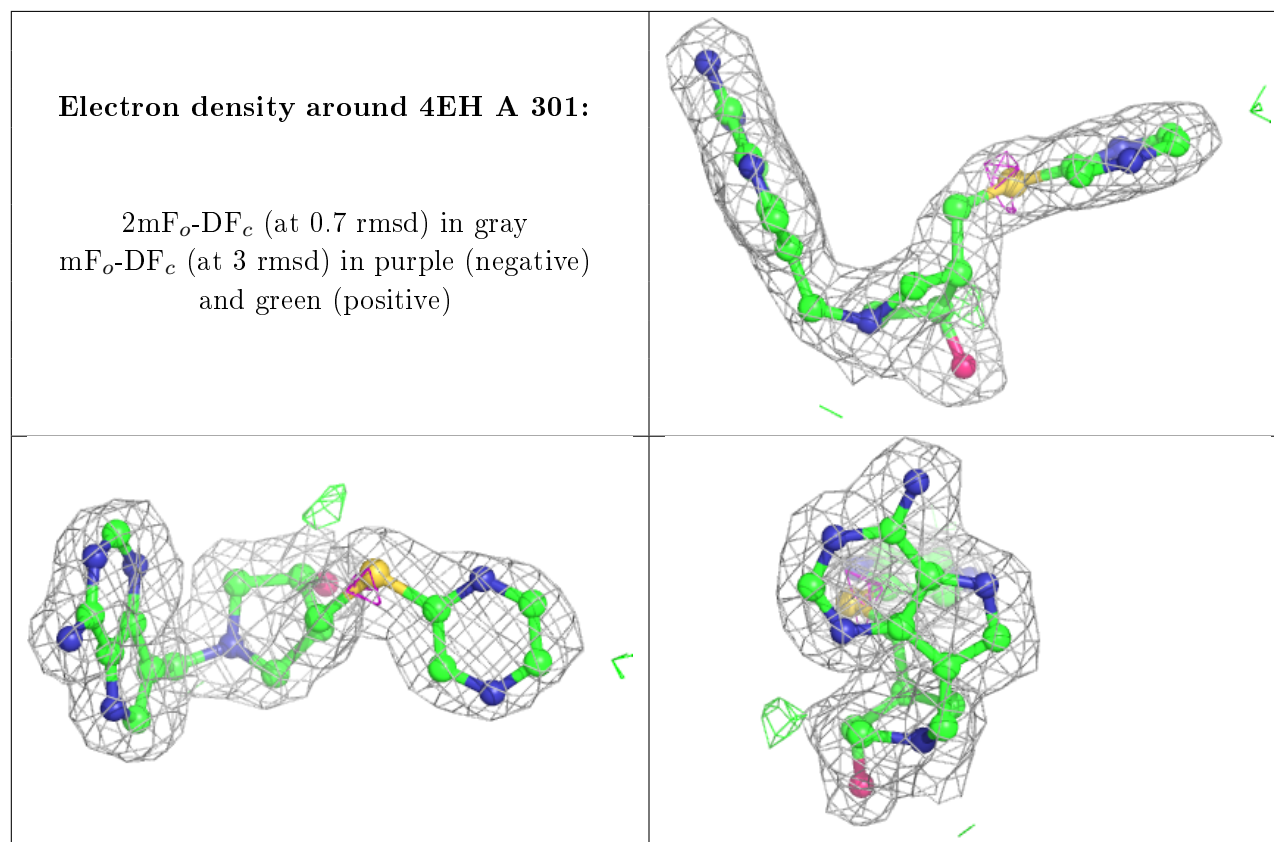 Electron density around 4EH A 301:
2mFo-DFc (at 0.7 rmsd) in gray
mFo-DFc (at 3 rmsd) in purple (negative)
and green (positive)